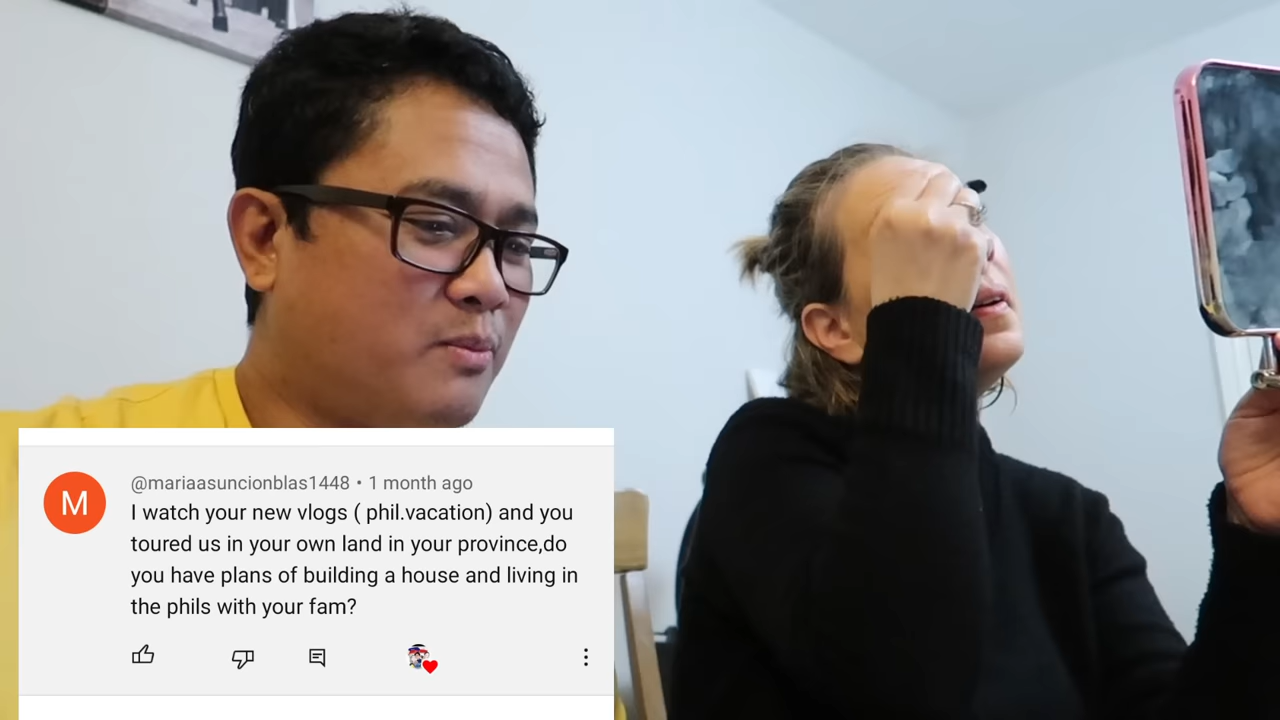 M
@mariaasuncionblas1448 • 1 month ago
I watch your new vlogs ( phil.vacation) and you
toured us in your own land in your province,do
you have plans of building a house and living in
the phils with your fam?